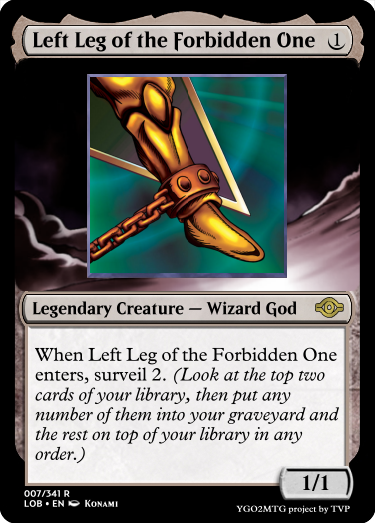 Left Leg of the Forbidden One 1
Legendary Creature — Wizard God
When Left Leg of the Forbidden One
enters, surveil 2. (Look at the top two
cards of your library, then put any
number of them into your graveyard and
the rest on top of your library in any
order.)
1/1
007/341 R
LOB • EN Konami
YGO2MTG project by TVP